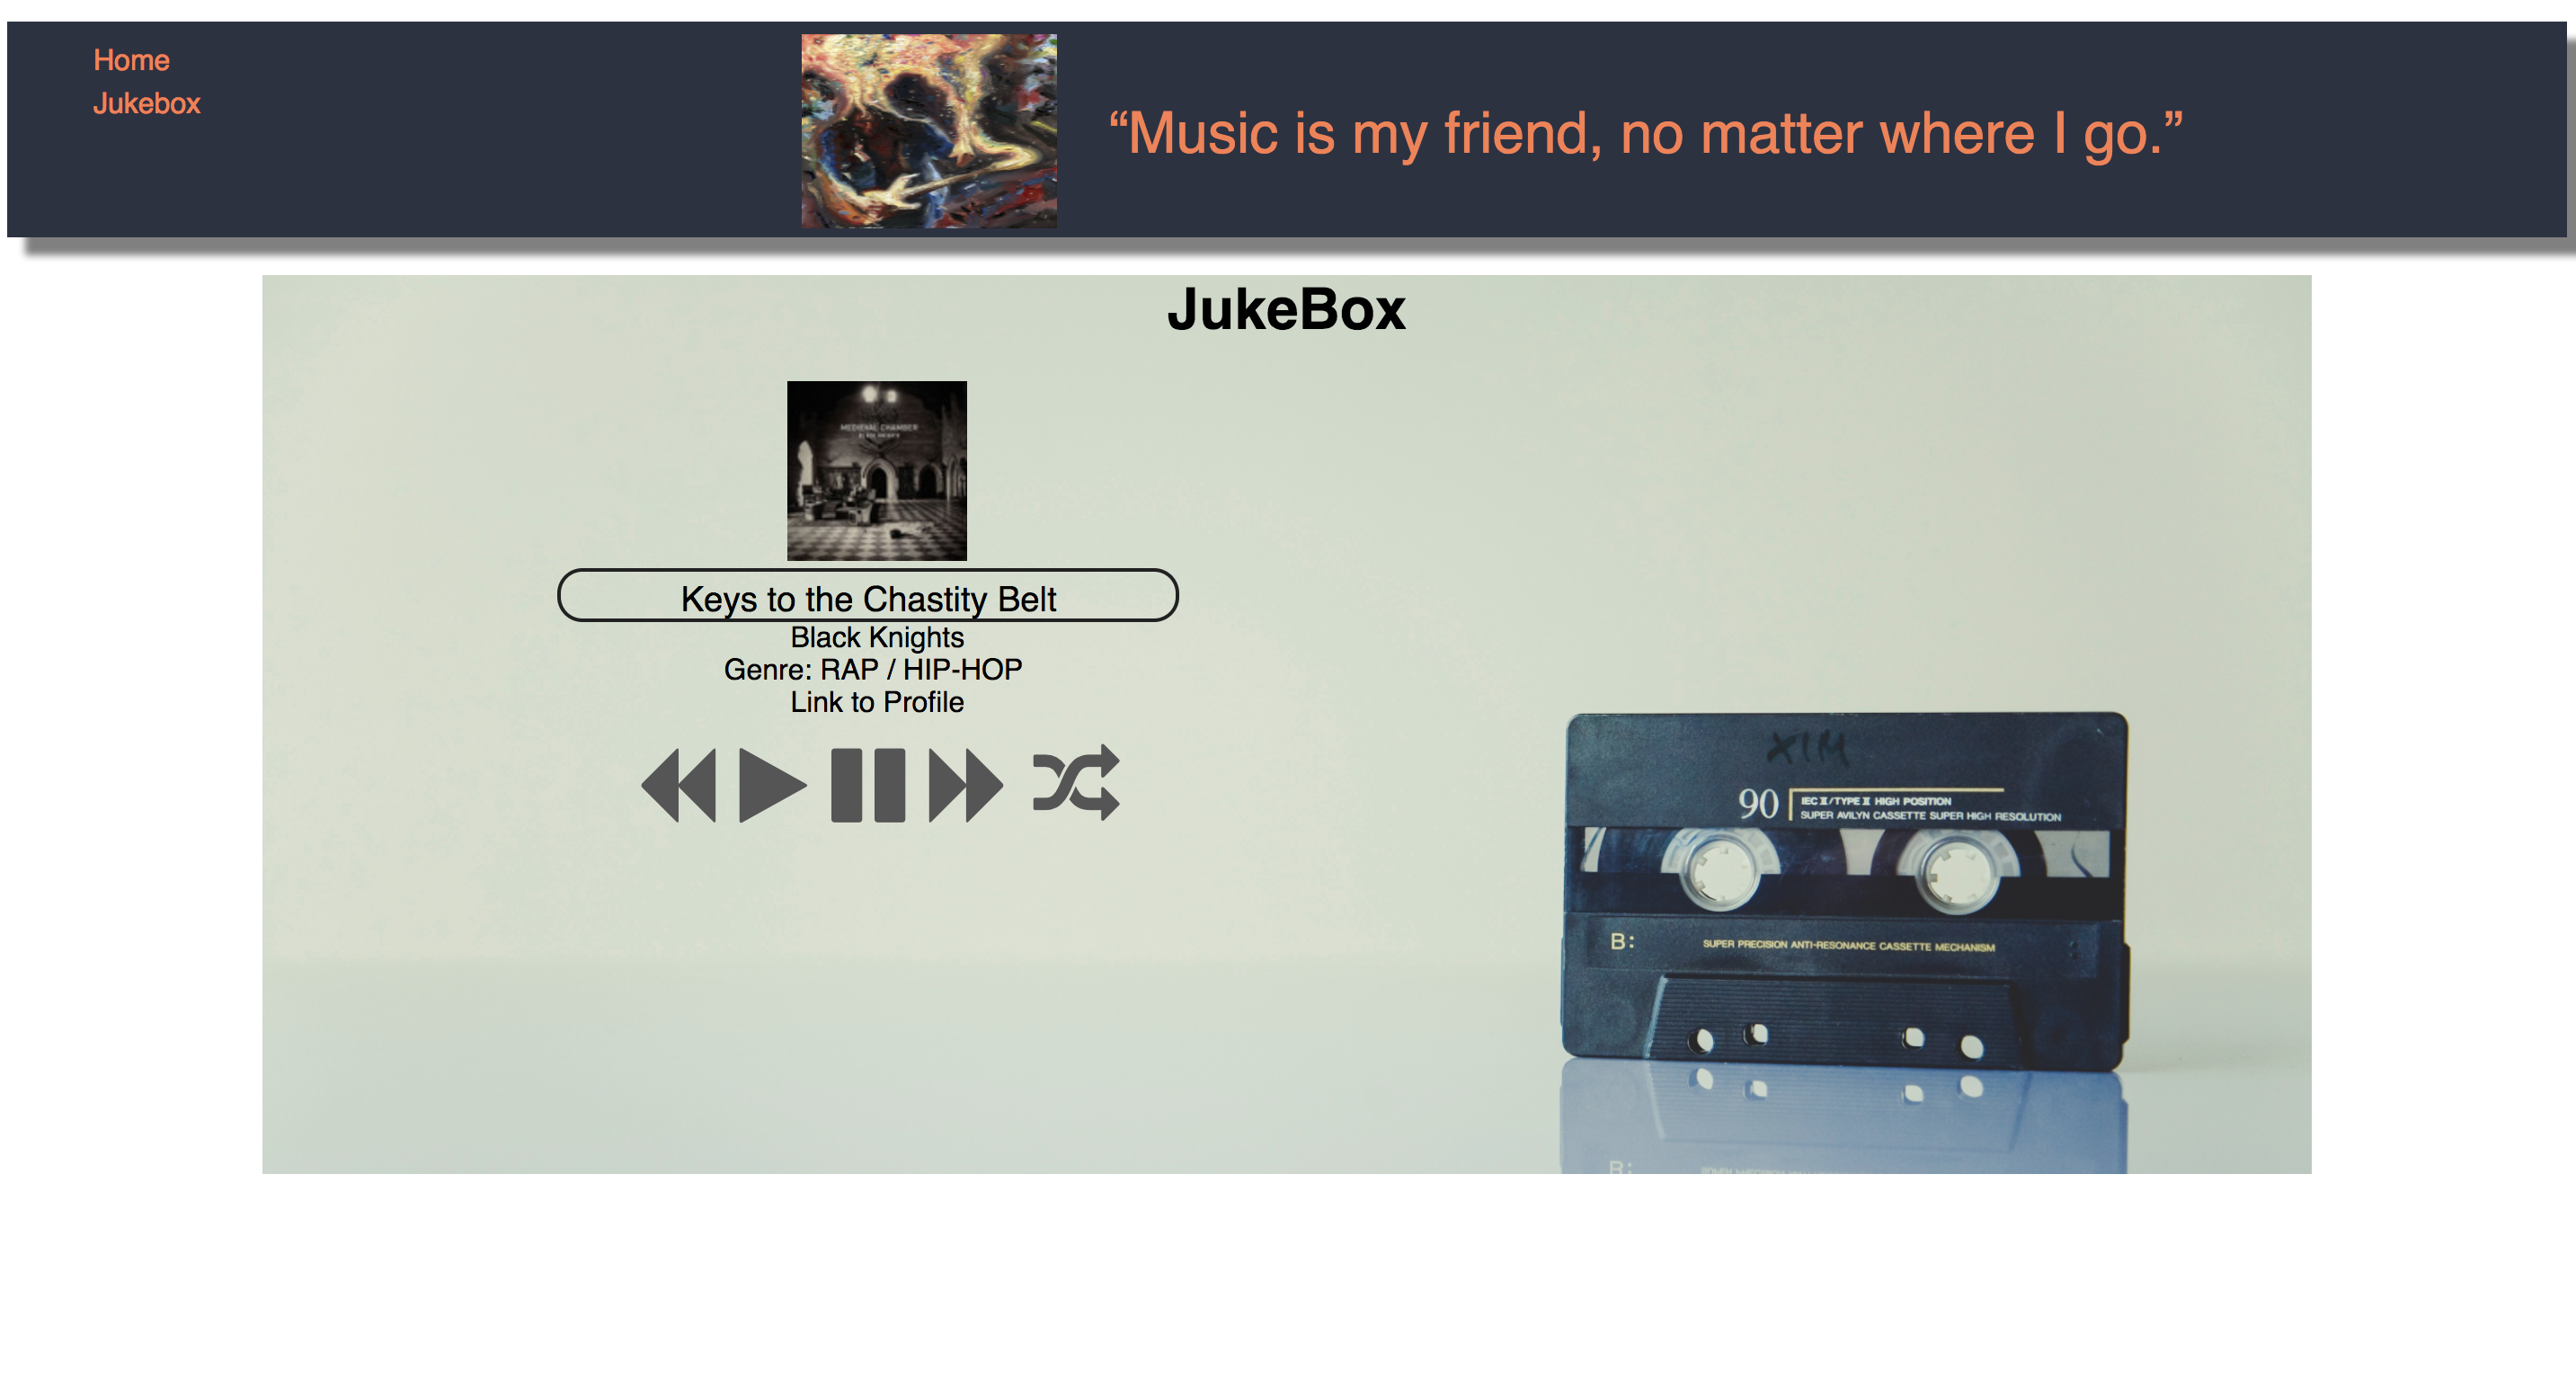 Home
Jukebox
“Music is my friend, no matter where I go.”
JukeBox
MEDIEVAL CHAMBER
BLACK KNIGHTS
Keys to the Chastity Belt
Black Knights
Genre: RAP / HIP-HOP
Link to Profile
XIM
90
IEC II/TYPE II HIGH POSITION
SUPER AVILYN CASSETTE SUPER HIGH RESOLUTION
B:
SUPER PRECISION ANTI-RESONANCE CASSETTE MECHANISM
B: